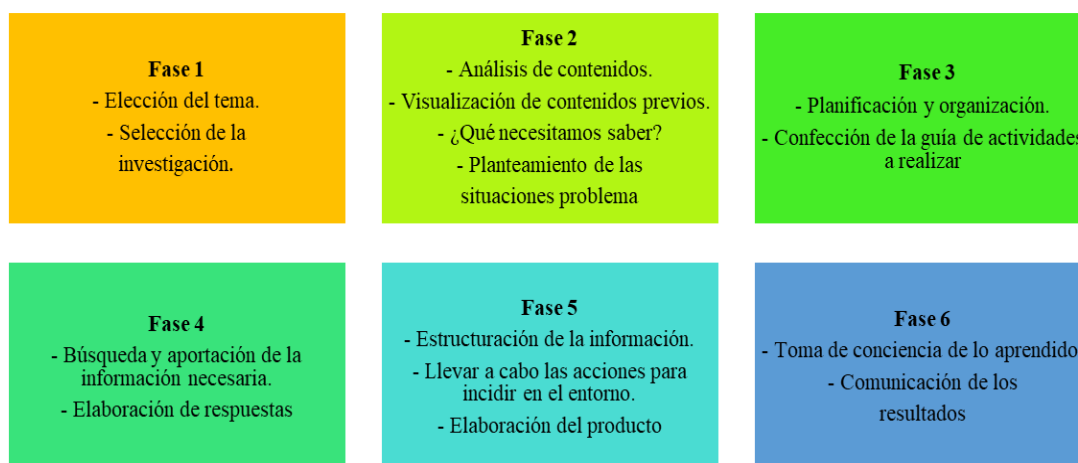 Fase 1
- Elección del tema.
- Selección de la
investigación.
Fase 2
- Análisis de contenidos.
- Visualización de contenidos previos.
- ¿Qué necesitamos saber?
- Planteamiento de las
situaciones problema
Fase 3
- Planificación y organización.
- Confección de la guía de actividades
a realizar
Fase 4
- Búsqueda y aportación de la
información necesaria.
- Elaboración de respuestas
Fase 5
- Estructuración de la información.
- Llevar a cabo las acciones para
incidir en el entorno.
- Elaboración del producto
Fase 6
- Toma de conciencia de lo aprendido
- Comunicación de los
resultados